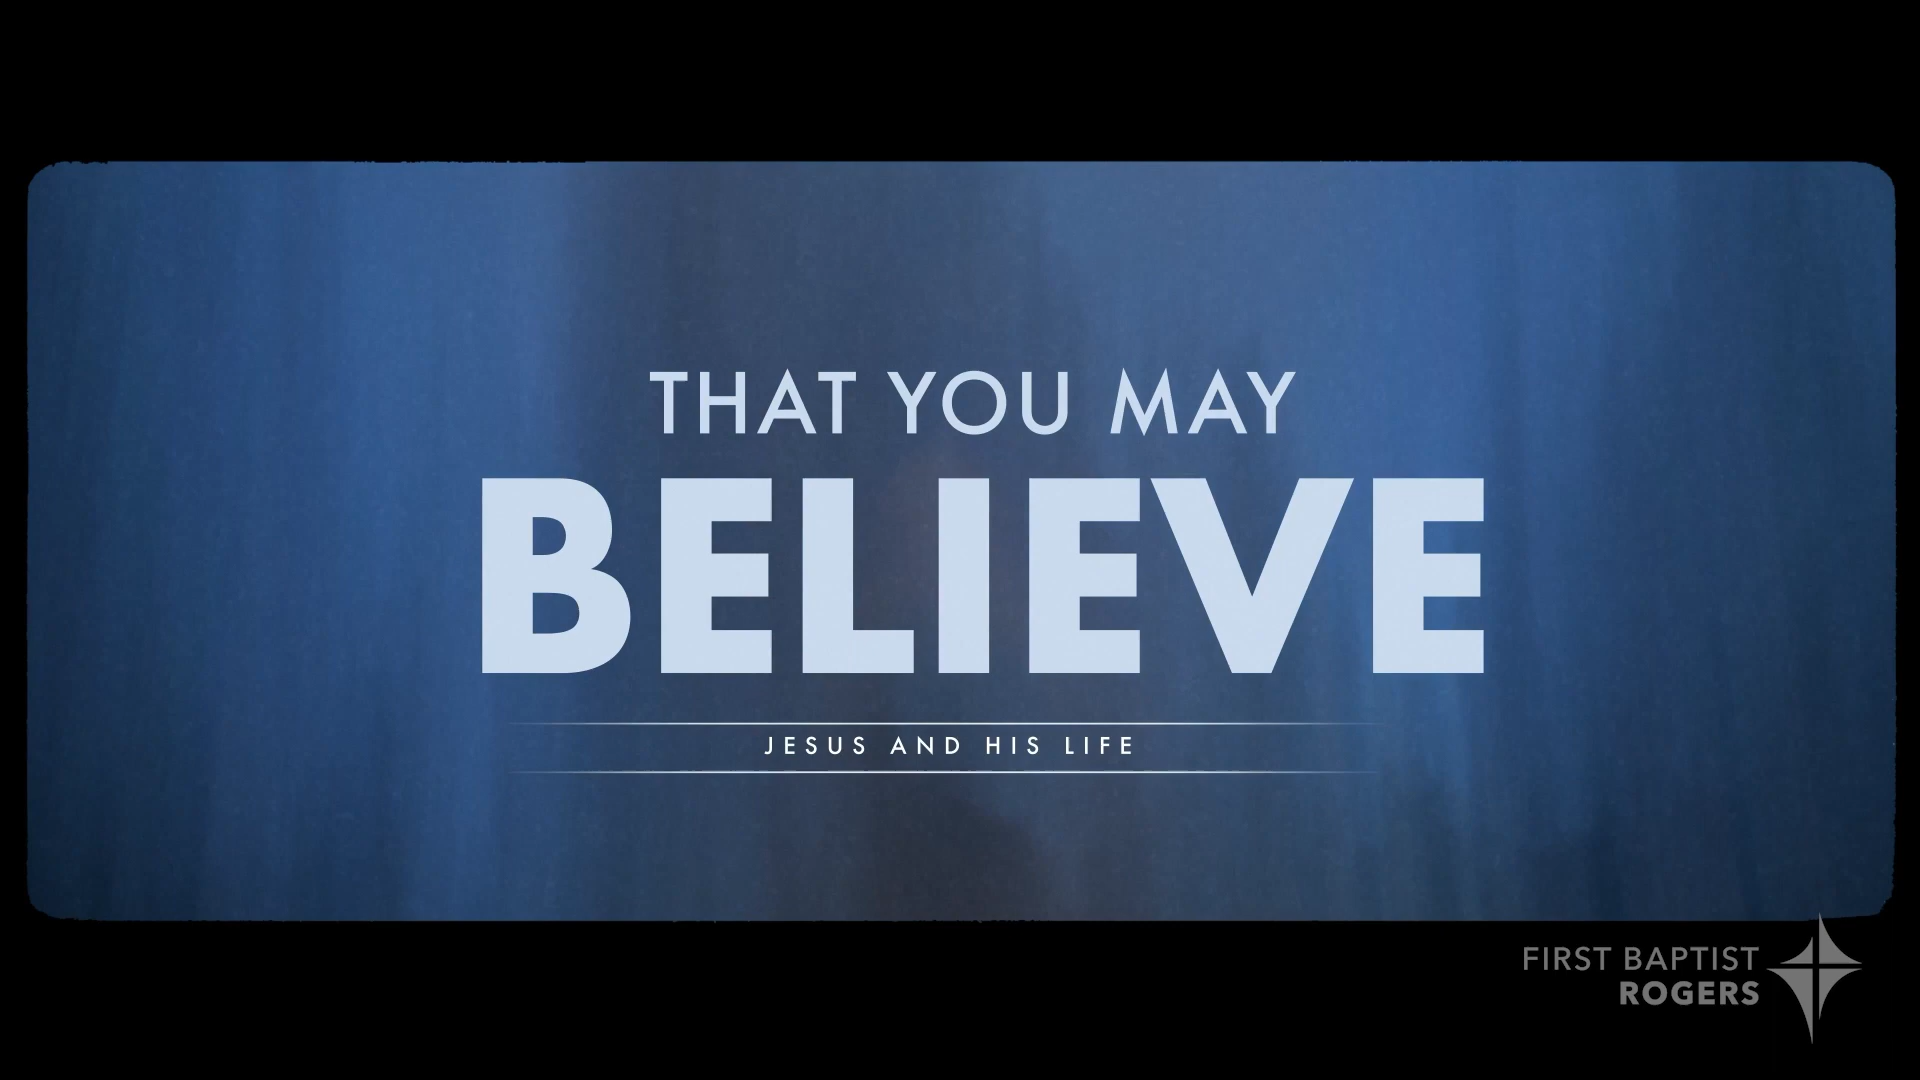 THAT YOU MAY
BELIEVE
JESUS AND HIS LIFE
FIRST BAPTIST
ROGERS